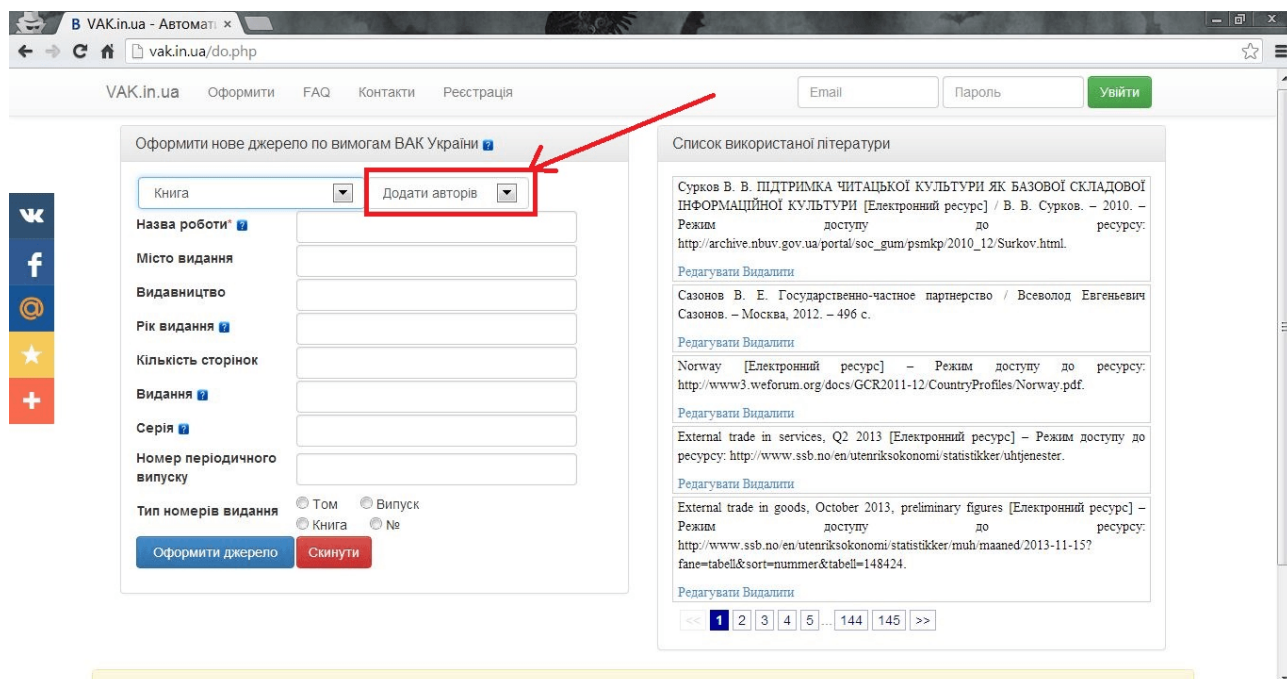 B VAK.in.ua - Автомат
vak.in.ua/do.php
VAK.in.ua Оформити FAQ Контакти Реєстрація Email Пароль Увійти
Оформити нове джерело по вимогам ВАК України ?
Книга Додати авторів
Назва роботи* ?
Місто видання
Видавництво
Рік видання ?
Кількість сторінок
Видання ?
Серія ?
Номер періодичного
випуску
Тип номерів видання
Том Випуск
Книга №
Оформити джерело Скинути
Список використаної літератури
Сурков В. В. ПІДТРИМКА ЧИТАЦЬКОЇ КУЛЬТУРИ ЯК БАЗОВОЇ СКЛАДОВОЇ
ІНФОРМАЦІЙНОЇ КУЛЬТУРИ [Електронний ресурс] / В. В. Сурков. – 2010. –
Режим доступу до ресурсу:
http://archive.nbuv.gov.ua/portal/soc_gum/psmkp/2010_12/Surkov.html.
Редагувати Видалити
Сазонов В. Е. Государственно-частное партнерство / Всеволод Евгеньевич
Сазонов. – Москва, 2012. – 496 с.
Редагувати Видалити
Norway [Електронний ресурс] – Режим доступу до ресурсу:
http://www3.weforum.org/docs/GCR2011-12/CountryProfiles/Norway.pdf.
Редагувати Видалити
External trade in services, Q2 2013 [Електронний ресурс] – Режим доступу до
ресурсу: http://www.ssb.no/en/utenriksokonomi/statistikker/uhtjenester.
Редагувати Видалити
External trade in goods, October 2013, preliminary figures [Електронний ресурс] –
Режим доступу до ресурсу:
http://www.ssb.no/en/utenriksokonomi/statistikker/muh/maaned/2013-11-15?
fane=tabell&sort=nummer&tabell=148424.
Редагувати Видалити
<< 1 2 3 4 5 ... 144 145 >>